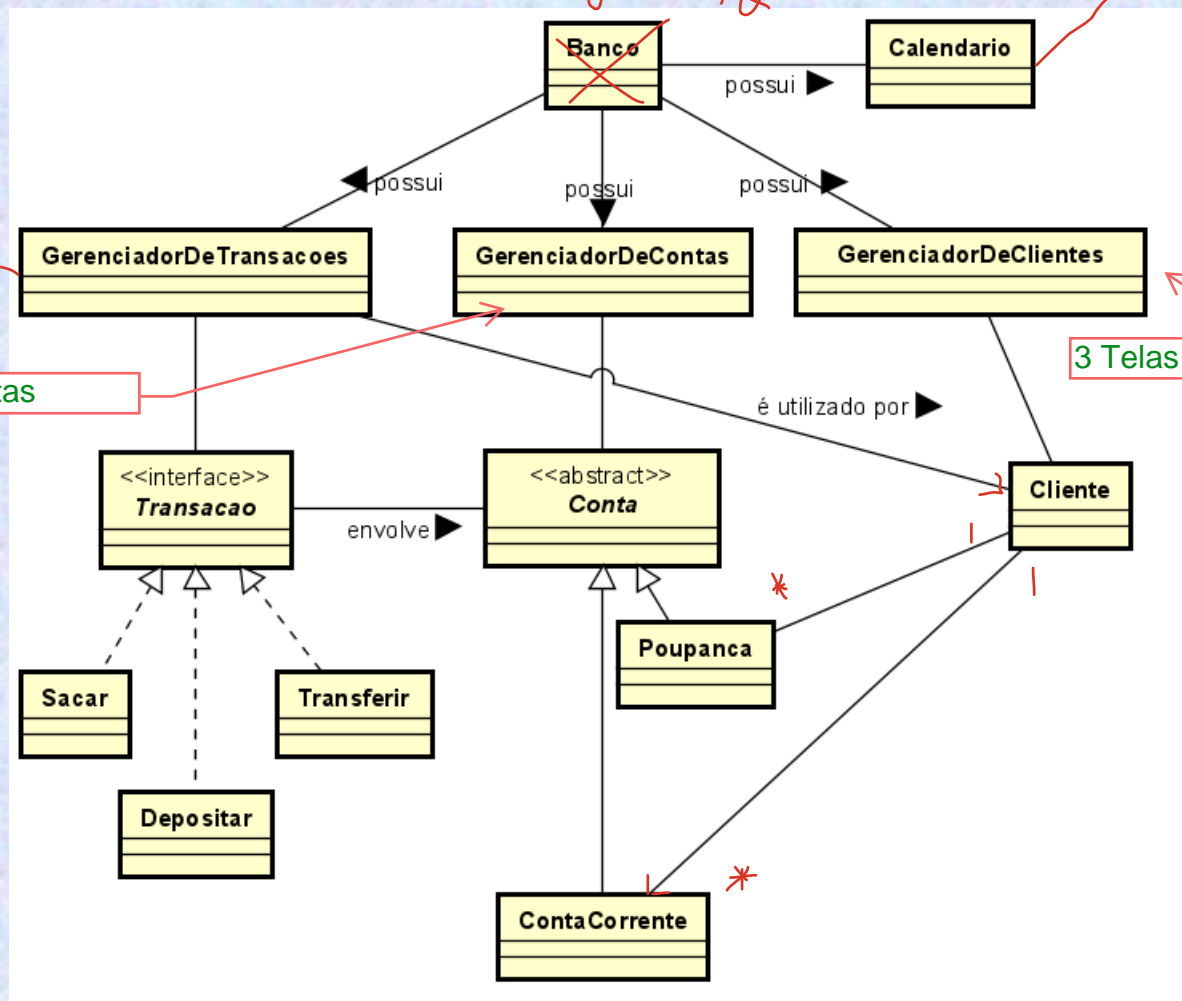 Banco
Calendario
possui
possui
possui
possui
GerenciadorDeTransacoes
GerenciadorDeContas
GerenciadorDeClientes
3 Telas
tas
é utilizado por
<<interface>>
Transacao
<<abstract>>
Conta
envolve
Cliente
1
1
*
Poupanca
Sacar
Transferir
Depositar
*
ContaCorrente